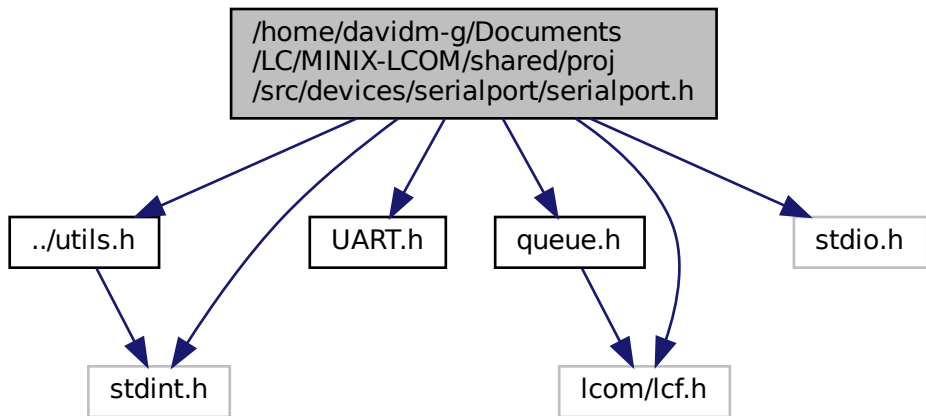 /home/davidm-g/Documents
/LC/MINIX-LCOM/shared/proj
/src/devices/serialport/serialport.h
../utils.h
UART.h
queue.h
stdio.h
stdint.h
lcom/lcf.h